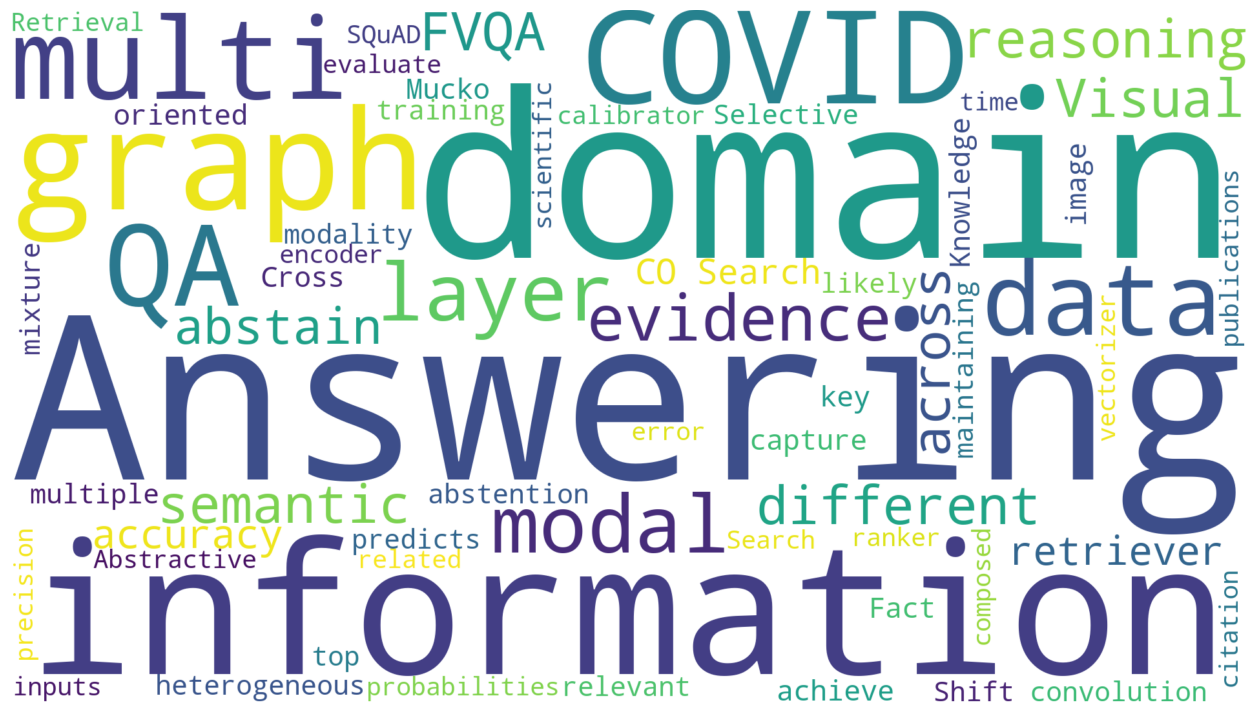 Retrieval
multi
SQuAD
FVQA
COVID
reasoning
evaluate
Mucko
time
Visual
oriented
training
scientific
calibrator
Selective
graph
domain
Knowledge
image
publications
QA
modality
encoder
Cross
mixture
layer
CO Search
likely
across
maintaining
data
abstain
evidence
vectorizer
Answering
key
error
capture
multiple
semantic
abstention
modal
different
accuracy
predicts
Search
ranker
retriever
Abstractive
related
precision
information
composed
Fact
citation
top
inputs
heterogeneous
probabilities
relevant
achieve
Shift
convolution